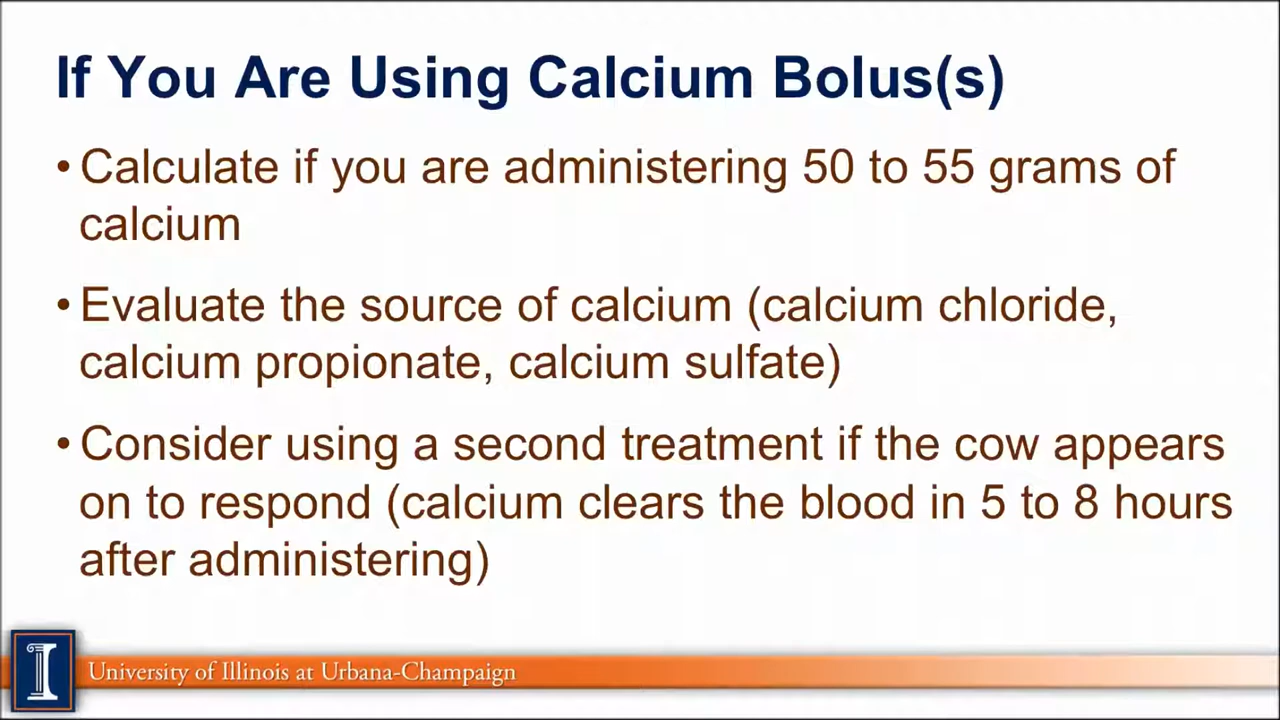 If You Are Using Calcium Bolus(s)
• Calculate if you are administering 50 to 55 grams of
calcium
• Evaluate the source of calcium (calcium chloride,
calcium propionate, calcium sulfate)
• Consider using a second treatment if the cow appears
on to respond (calcium clears the blood in 5 to 8 hours
after administering)
I
University of Illinois at Urbana-Champaign